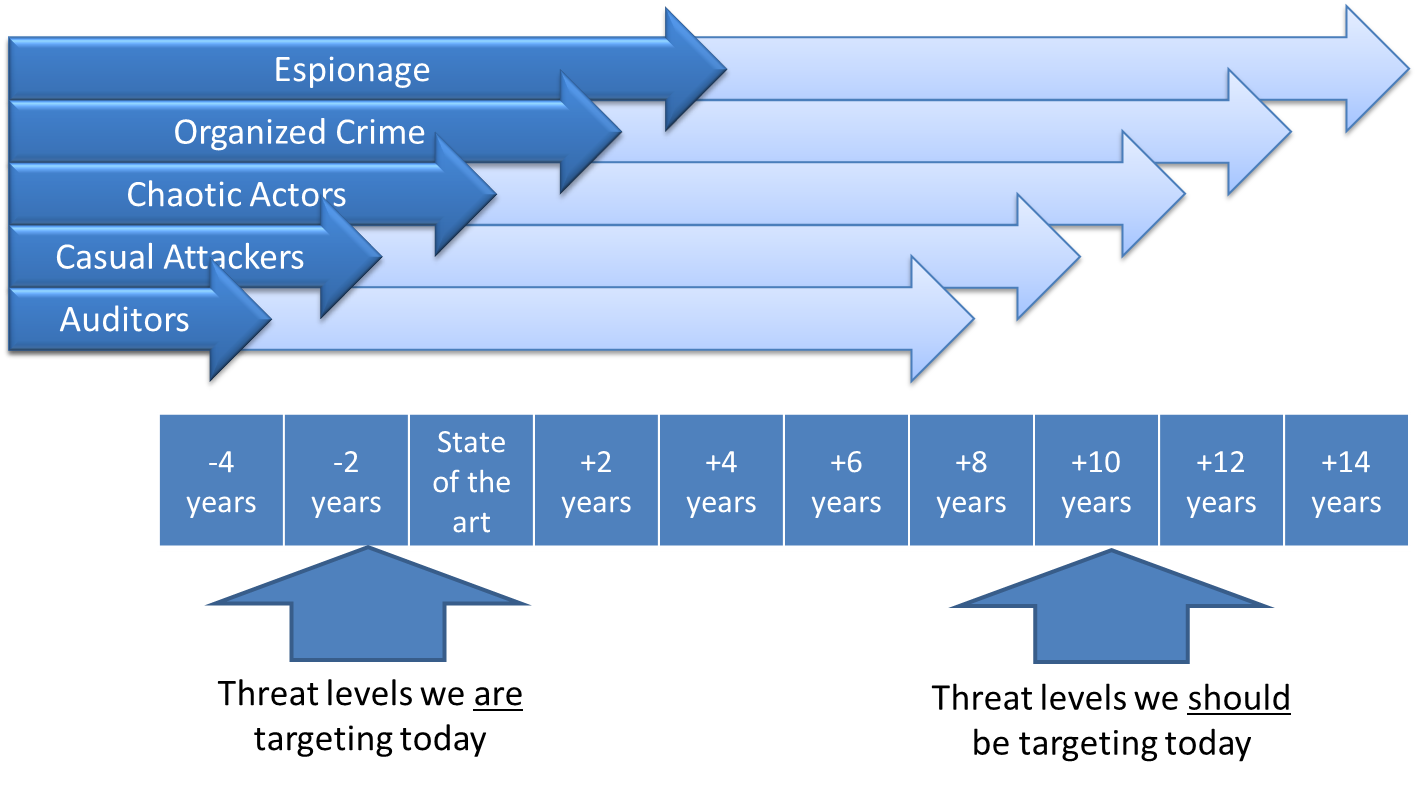 Espionage
Organized Crime
Chaotic Actors
Casual Attackers
Auditors
-4
years
-2
years
State
of the
art
+2
years
+4
years
+6
years
+8
years
+10
years
+12
years
+14
years
Threat levels we are
targeting today
Threat levels we should
be targeting today